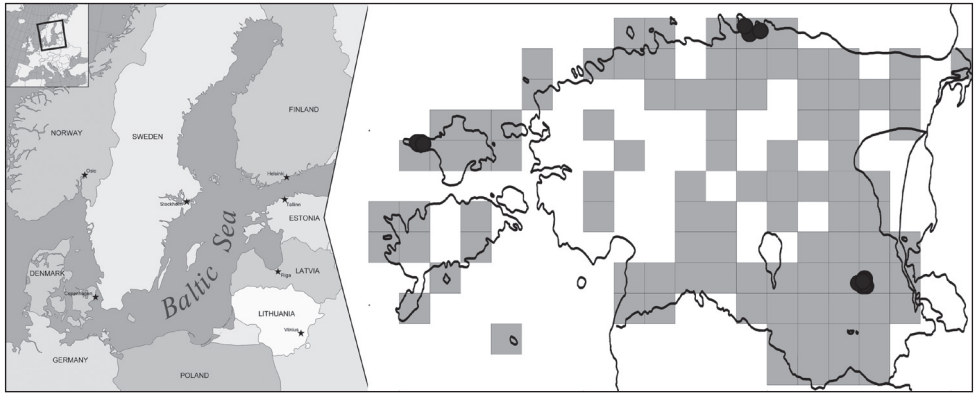 FINLAND
NORWAY
SWEDEN
Oslo
Helsinki
Stockholm
Tallinn
ESTONIA
Baltic Sea
DENMARK
Riga
LATVIA
Copenhagen
LITHUANIA
Vilnius
GERMANY
POLAND